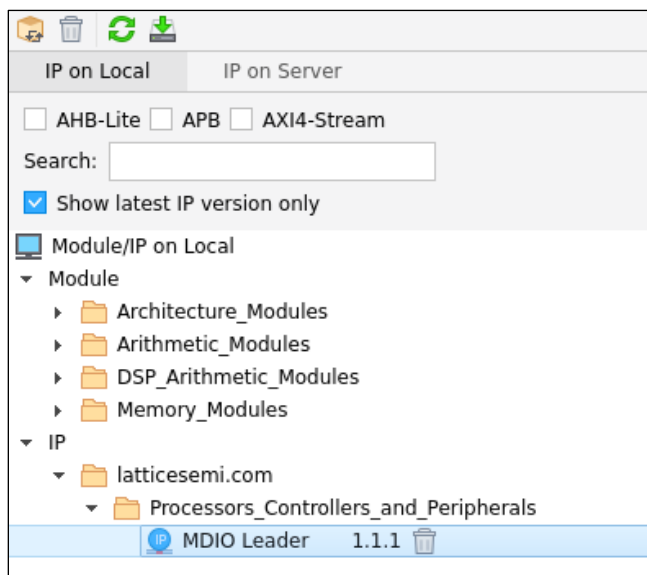 IP on Local IP on Server
AHB-Lite APB AXI4-Stream
Search:
Show latest IP version only
Module/IP on Local
Module
Architecture_Modules
Arithmetic_Modules
DSP_Arithmetic_Modules
Memory_Modules
IP
latticesemi.com
Processors_Controllers_and_Peripherals
IP MDIO Leader 1.1.1